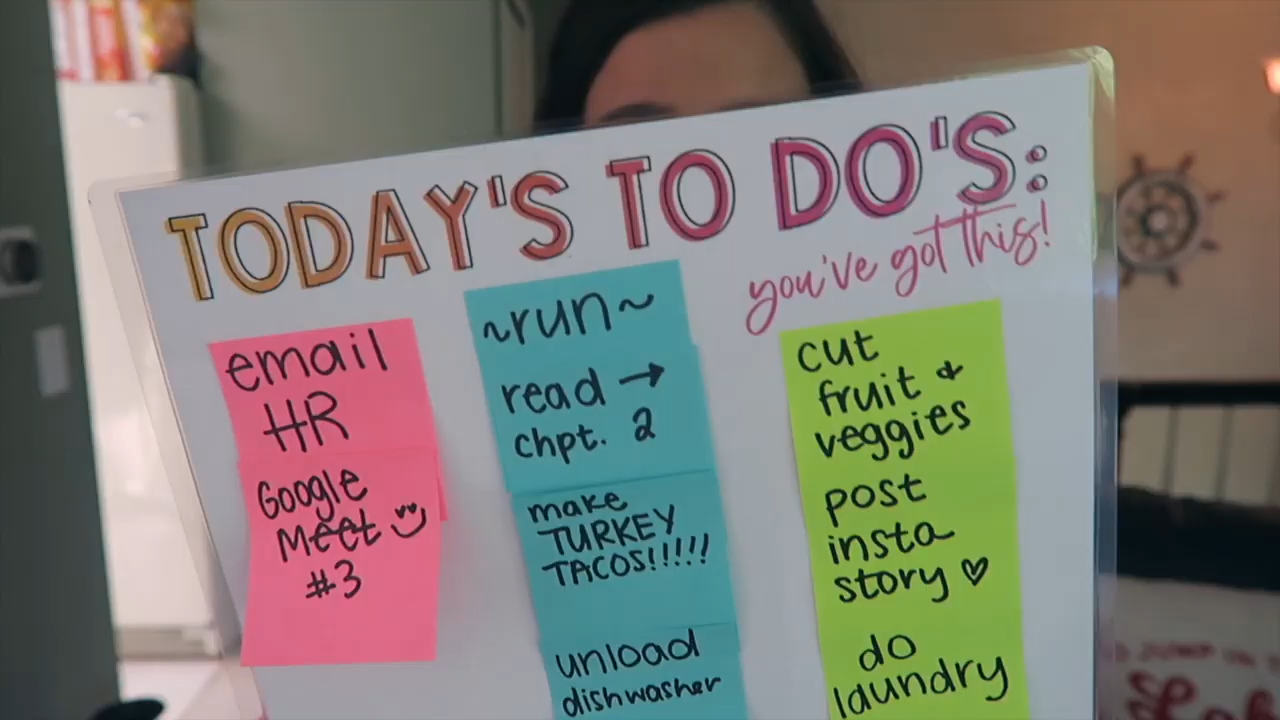 TODAY'S TO DO'S:
you've got this!
email
HR
Google
Meet
#3
~run~
read →
chpt. 2
make
TURKEY
TACOS!!!!!
unload
dishwasher
cut
fruit &
veggies
post
insta
story ♡
do
laundry